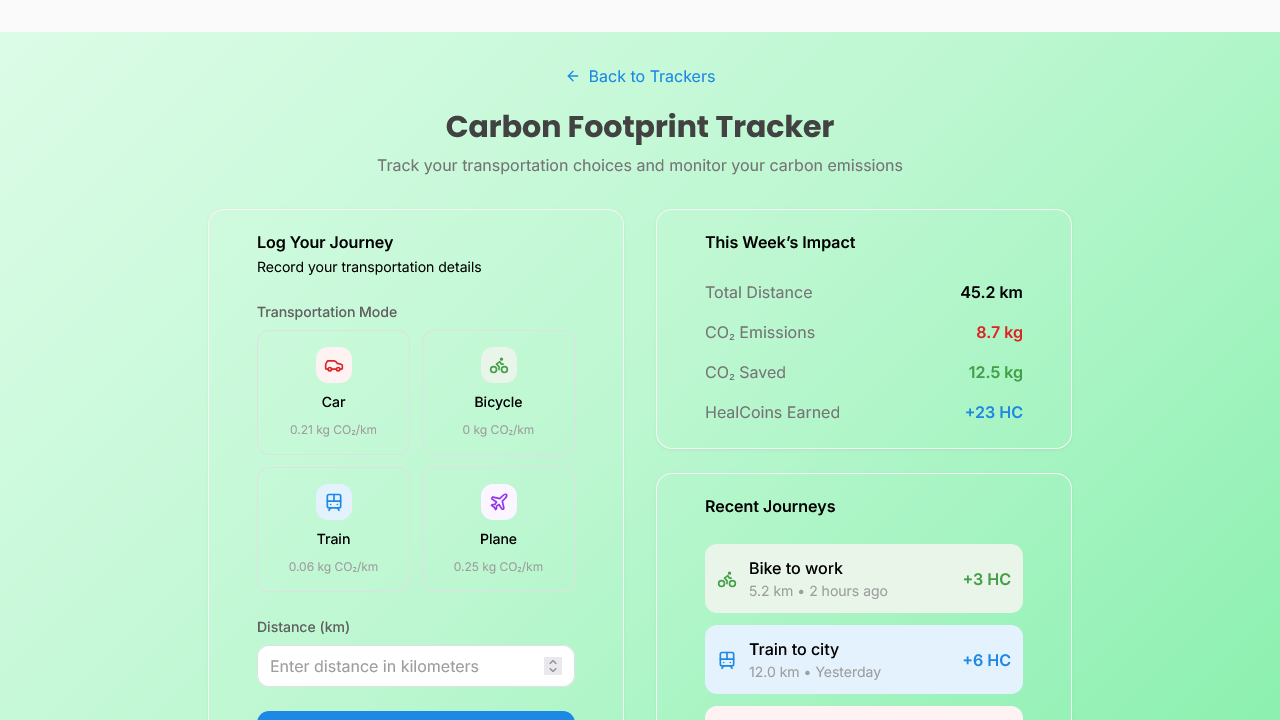 Back to Trackers
Carbon Footprint Tracker
Track your transportation choices and monitor your carbon emissions
Log Your Journey
Record your transportation details
Transportation Mode
Car
0.21 kg CO₂/km
Bicycle
0 kg CO₂/km
Train
0.06 kg CO₂/km
Plane
0.25 kg CO₂/km
Distance (km)
Enter distance in kilometers
This Week’s Impact
Total Distance 45.2 km
CO₂ Emissions 8.7 kg
CO₂ Saved 12.5 kg
HealCoins Earned +23 HC
Recent Journeys
Bike to work
5.2 km • 2 hours ago
+3 HC
Train to city
12.0 km • Yesterday
+6 HC